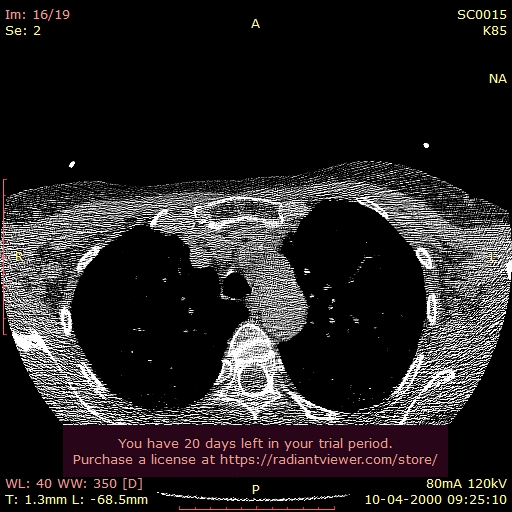 Im: 16/19
Se: 2
A
SC0015
K85
NA
R
L
You have 20 days left in your trial period.
Purchase a license at https://radiantviewer.com/store/
WL: 40 WW: 350 [D]
T: 1.3mm L: -68.5mm
P
80mA 120kV
10-04-2000 09:25:10